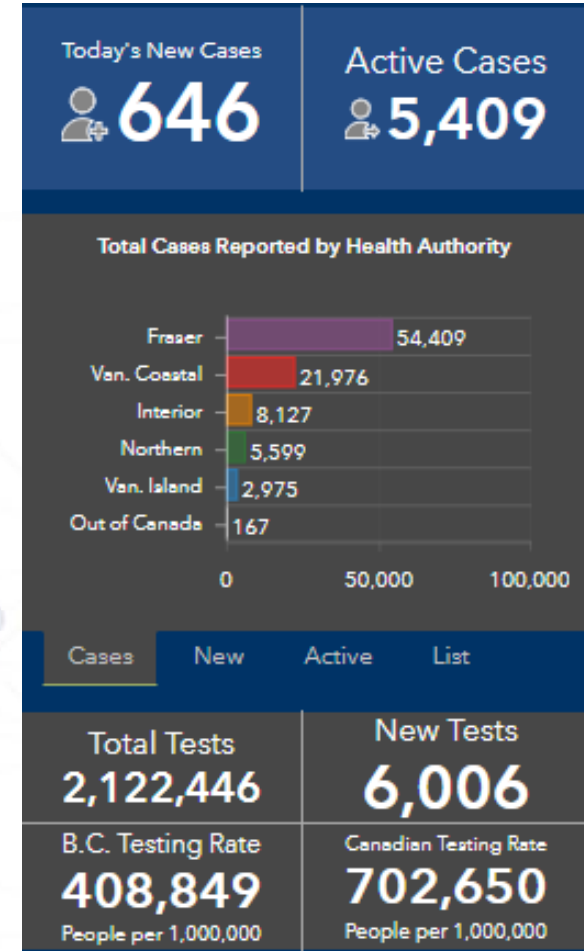 Today's New Cases
646
Active Cases
5,409
Total Cases Reported by Health Authority
Fraser 54,409
Van. Coastal 21,976
Interior 8,127
Northern 5,599
Van. Island 2,975
Out of Canada 167
0 50,000 100,000
Cases New Active List
Total Tests
2,122,446
New Tests
6,006
B.C. Testing Rate
408,849
People per 1,000,000
Canadian Testing Rate
702,650
People per 1,000,000